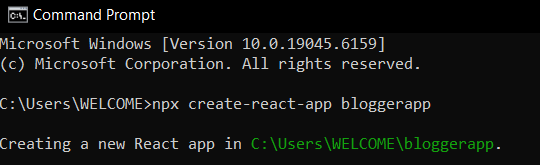 Command Prompt
Microsoft Windows [Version 10.0.19045.6159]
(c) Microsoft Corporation. All rights reserved.
C:\Users\WELCOME>npx create-react-app bloggerapp
Creating a new React app in C:\Users\WELCOME\bloggerapp.